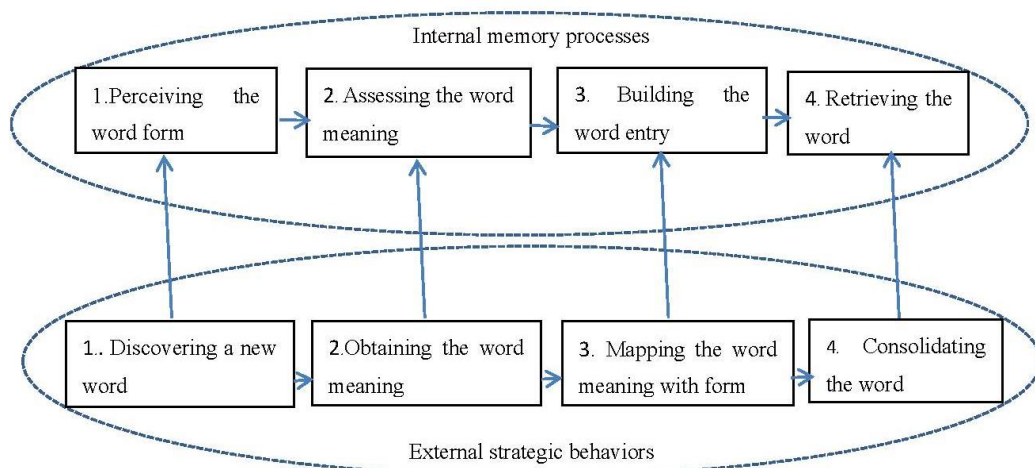 Internal memory processes
1.Perceiving the
word form
2. Assessing the word
meaning
3. Building the
word entry
4. Retrieving the
word
1.. Discovering a new
word
2.Obtaining the word
meaning
3. Mapping the word
meaning with form
4. Consolidating
the word
External strategic behaviors